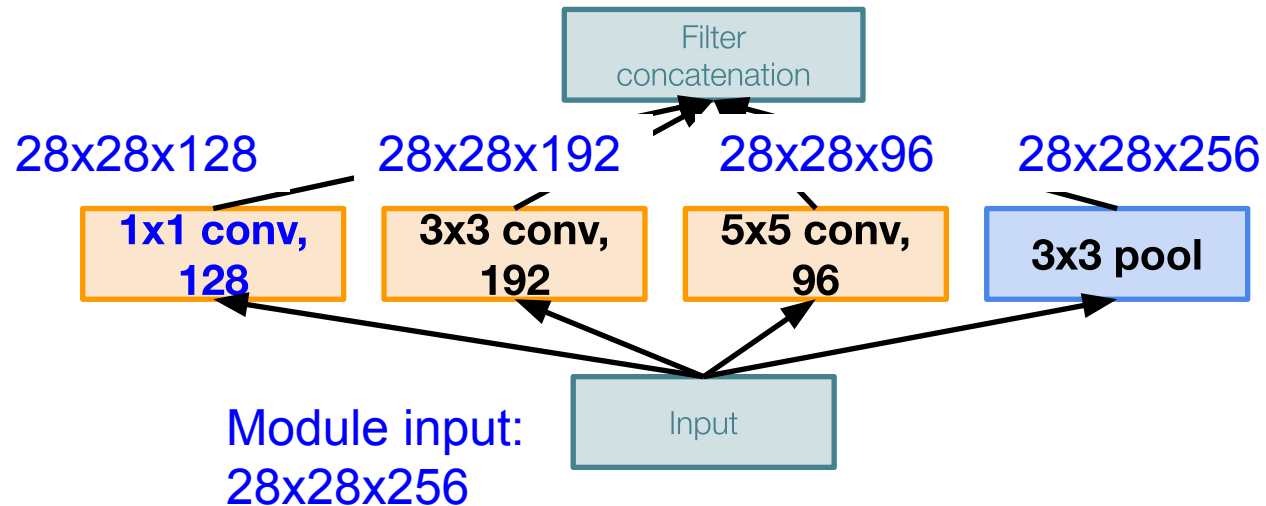 Filter
concatenation
28x28x128
28x28x192
28x28x96
28x28x256
1x1 conv,
128
3x3 conv,
192
5x5 conv,
96
3x3 pool
Input
Module input:
28x28x256